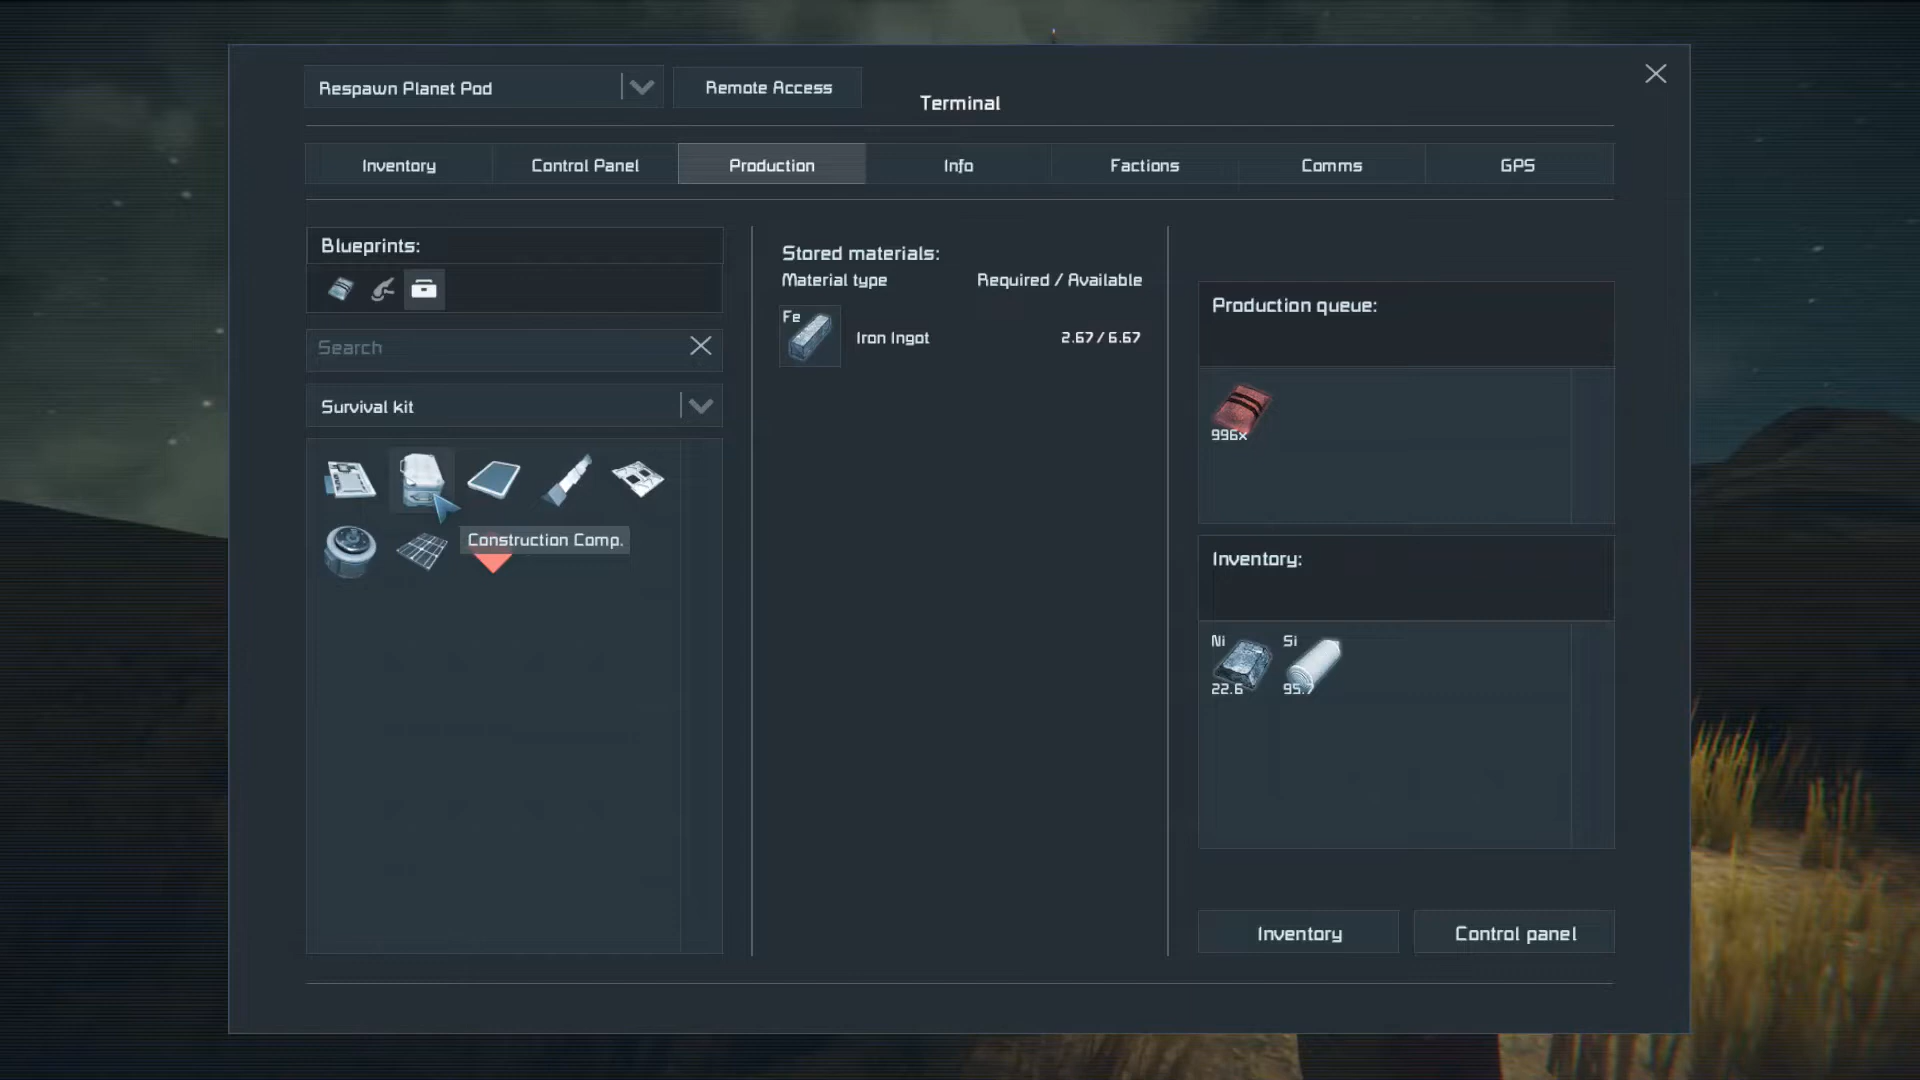 Respawn Planet Pod
Remote Access
Terminal
Inventory
Control Panel
Production
Info
Factions
Comms
GPS
Blueprints:
Search
Survival kit
Construction Comp.
Stored materials:
Material type
Required / Available
Fe
Iron Ingot
2.67 / 6.67
Production queue:
996x
Inventory:
Ni
22.6
Si
95.7
Inventory
Control panel